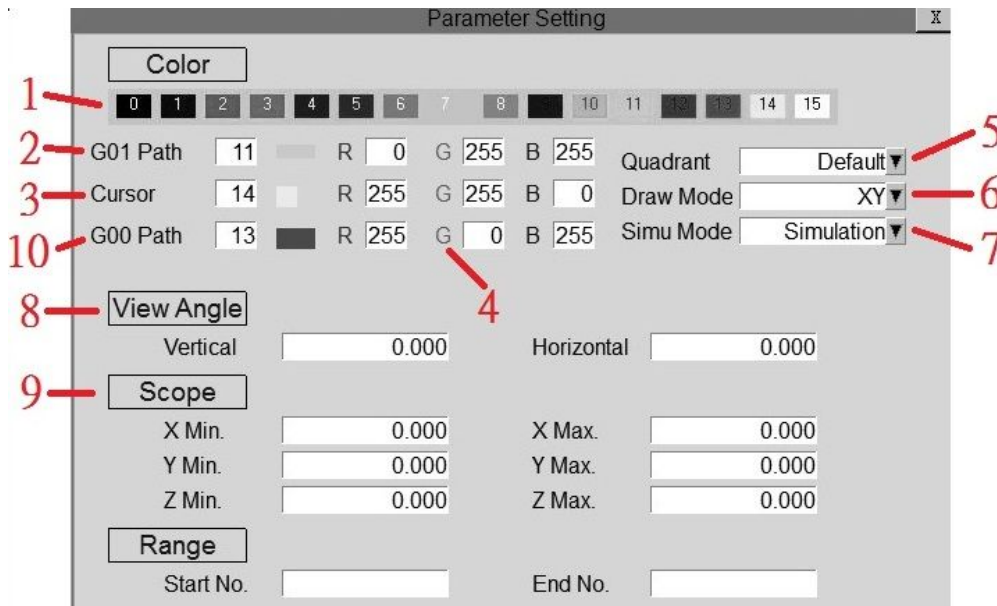 Parameter Setting X
Color
1 0 1 2 3 4 5 6 7 8 9 10 11 12 13 14 15
2 G01 Path 11 R 0 G 255 B 255 Quadrant Default 5
3 Cursor 14 R 255 G 255 B 0 Draw Mode XY 6
10 G00 Path 13 R 255 G 0 B 255 Simu Mode Simulation 7
4
8 View Angle
Vertical 0.000 Horizontal 0.000
9 Scope
X Min. 0.000 X Max. 0.000
Y Min. 0.000 Y Max. 0.000
Z Min. 0.000 Z Max. 0.000
Range
Start No. End No.